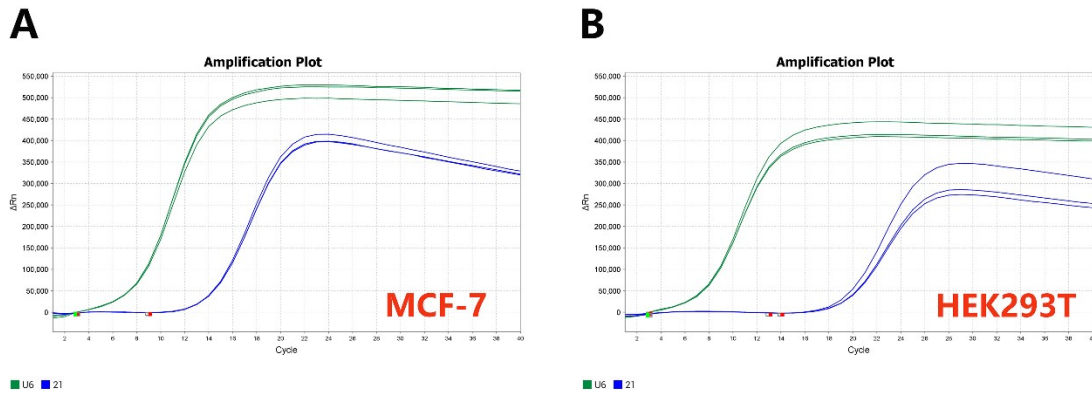 A
Amplification Plot
550,000
500,000
450,000
400,000
350,000
300,000
250,000
200,000
150,000
100,000
50,000
0
ΔRn
2 4 6 8 10 12 14 16 18 20 22 24 26 28 30 32 34 36 38 40
Cycle
MCF-7
U6 21
B
Amplification Plot
550,000
500,000
450,000
400,000
350,000
300,000
250,000
200,000
150,000
100,000
50,000
0
ΔRn
2 4 6 8 10 12 14 16 18 20 22 24 26 28 30 32 34 36 38
Cycle
HEK293T
U6 21